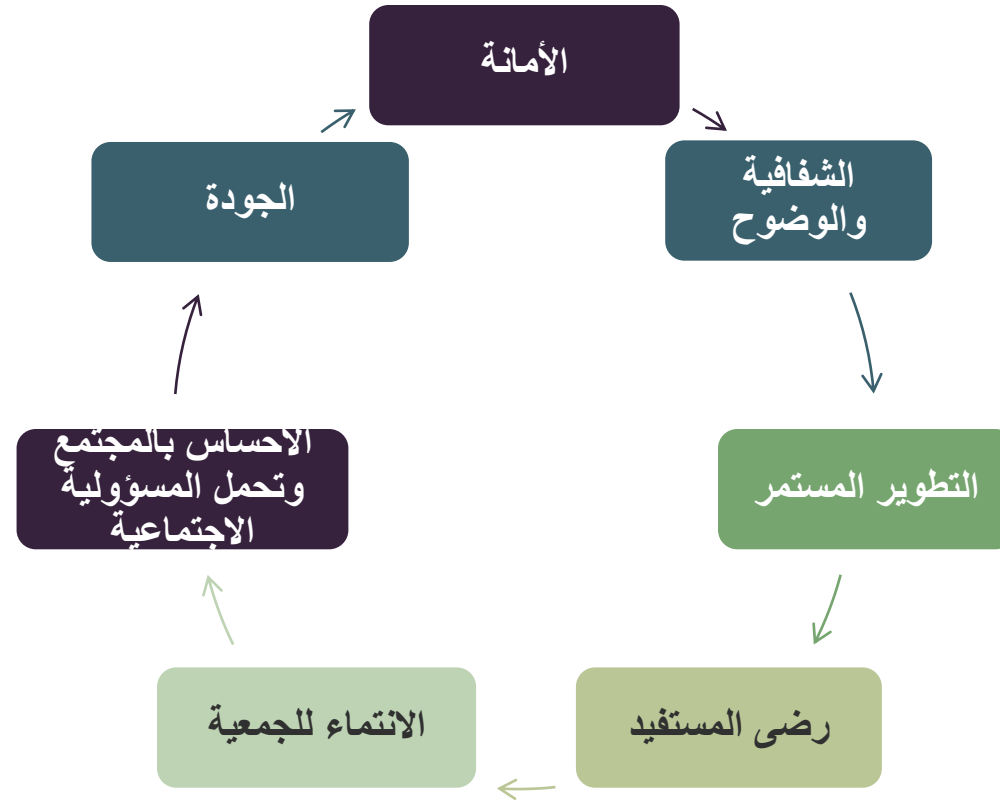 الأمانة
الشفافية
والوضوح
التطوير المستمر
رضى المستفيد
الانتماء للجمعية
الاحساس بالمجتمع
وتحمل المسؤولية
الاجتماعية
الجودة